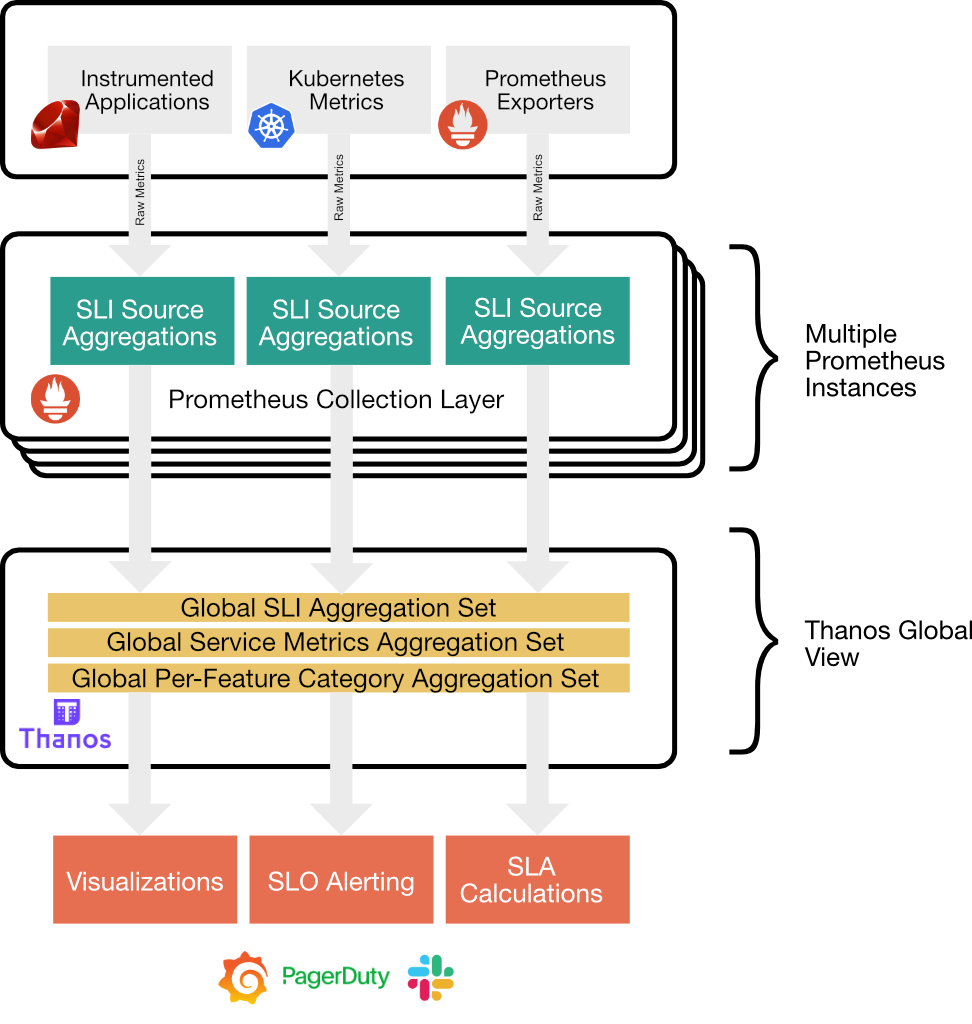 Instrumented
Applications
Kubernetes
Metrics
Prometheus
Exporters
Raw Metrics
Raw Metrics
Raw Metrics
SLI Source
Aggregations
SLI Source
Aggregations
SLI Source
Aggregations
Prometheus Collection Layer
Multiple
Prometheus
Instances
Global SLI Aggregation Set
Global Service Metrics Aggregation Set
Global Per-Feature Category Aggregation Set
Thanos
Thanos Global
View
Visualizations
SLO Alerting
SLA
Calculations
PagerDuty